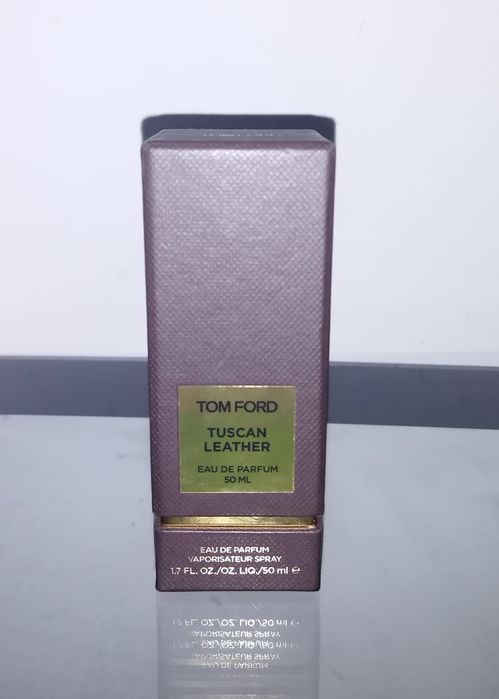 TOM FORD
TUSCAN
LEATHER
EAU DE PARFUM
50 ML
EAU DE PARFUM
VAPORISATEUR SPRAY
1.7 FL. OZ./OZ. LIQ./50 ml ℮